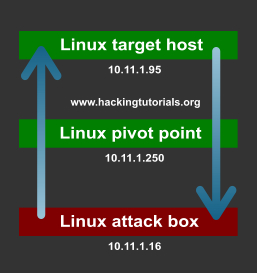 Linux target host
10.11.1.95
www.hackingtutorials.org
Linux pivot point
10.11.1.250
Linux attack box
10.11.1.16